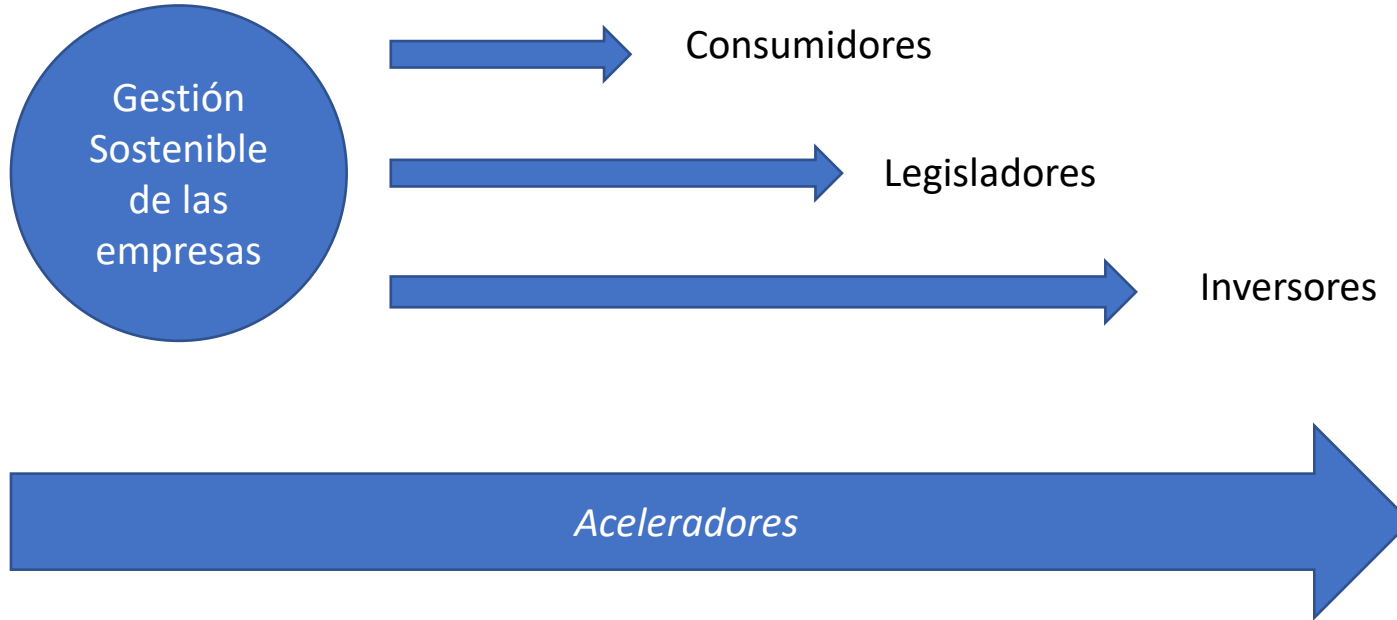 Gestión
Sostenible
de las
empresas
Consumidores
Legisladores
Inversores
Aceleradores